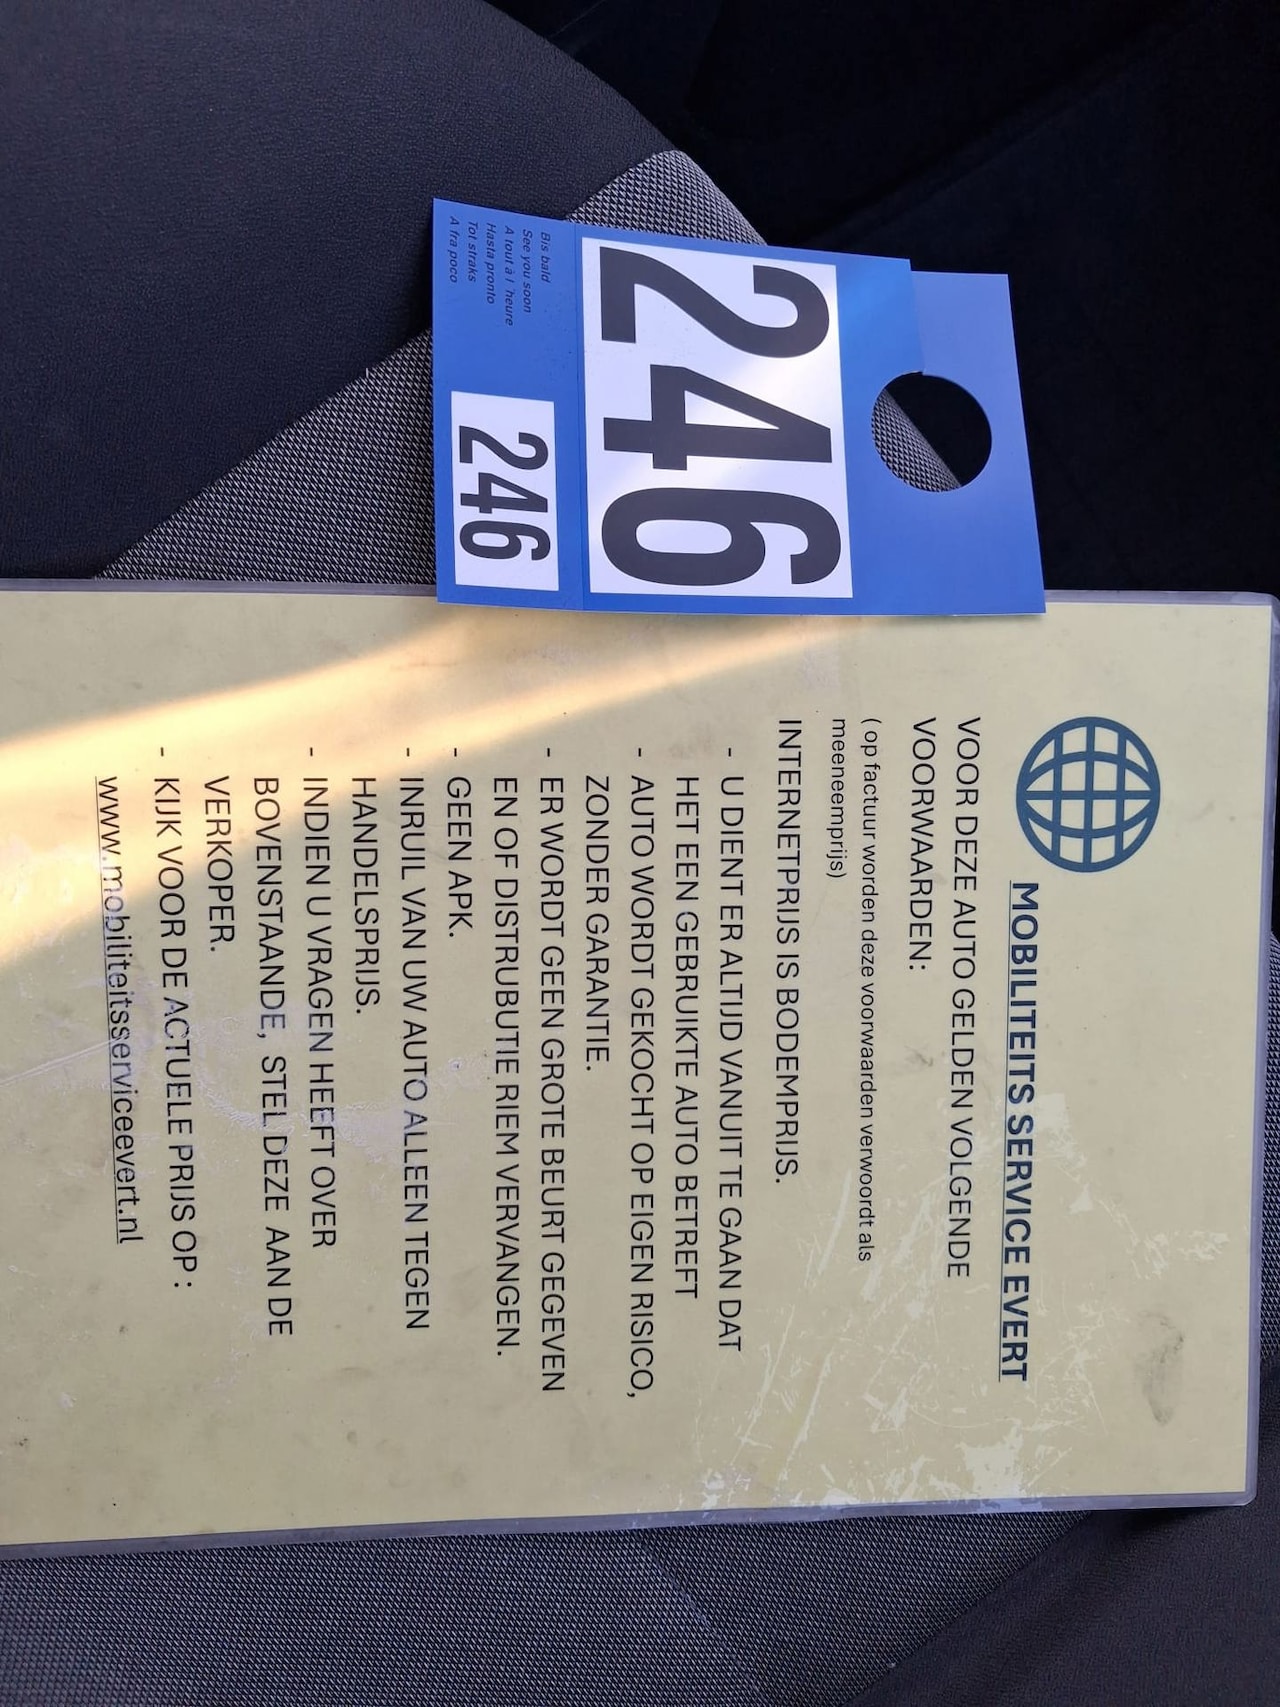 246
Bis bald
See you soon
A tout à l 'heure
Hasta pronto
Tot straks
A fra poco
246
MOBILITEITS SERVICE EVERT
VOOR DEZE AUTO GELDEN VOLGENDE
VOORWAARDEN:
( op factuur worden deze voorwaarden verwoordt als
meeneemprijs)
INTERNETPRIJS IS BODEMPRIJS.
- U DIENT ER ALTIJD VANUIT TE GAAN DAT
HET EEN GEBRUIKTE AUTO BETREFT
- AUTO WORDT GEKOCHT OP EIGEN RISICO,
ZONDER GARANTIE.
- ER WORDT GEEN GROTE BEURT GEGEVEN
EN OF DISTRUBUTIE RIEM VERVANGEN.
- GEEN APK.
- INRUIL VAN UW AUTO ALLEEN TEGEN
HANDELSPRIJS.
- INDIEN U VRAGEN HEEFT OVER
BOVENSTAANDE, STEL DEZE AAN DE
VERKOPER.
- KIJK VOOR DE ACTUELE PRIJS OP :
www.mobiliteitsserviceevert.nl